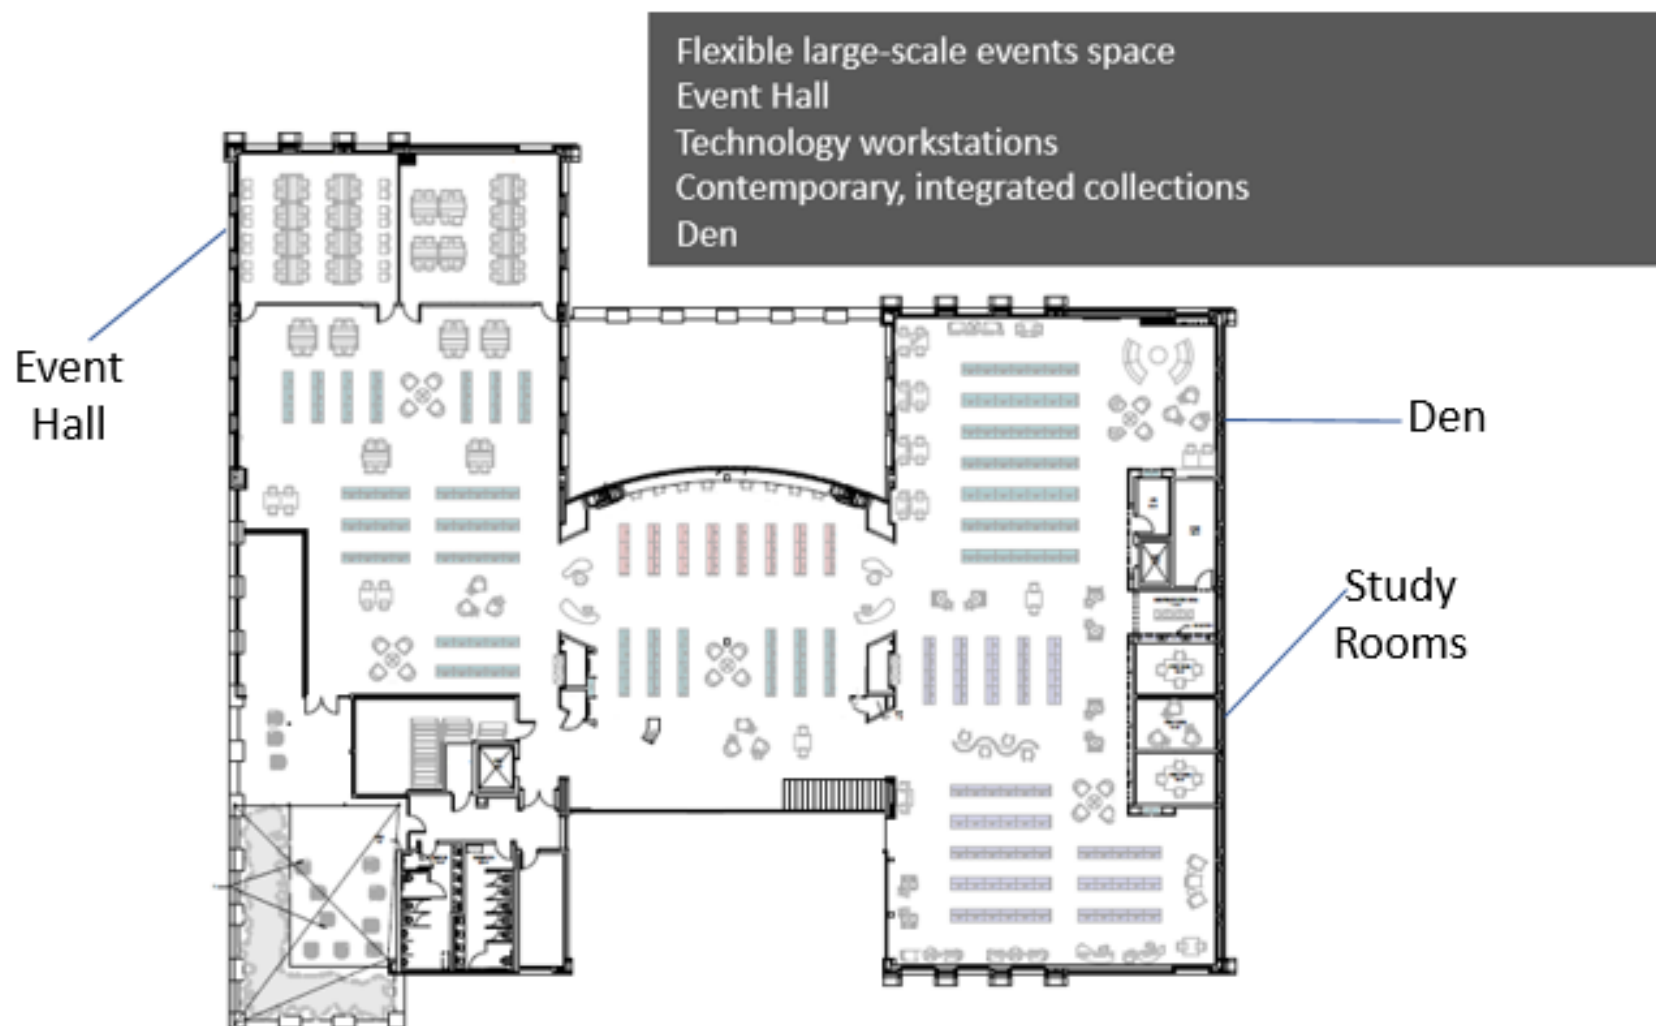 Flexible large-scale events space
Event Hall
Technology workstations
Contemporary, integrated collections
Den
Event
Hall
Den
Study
Rooms